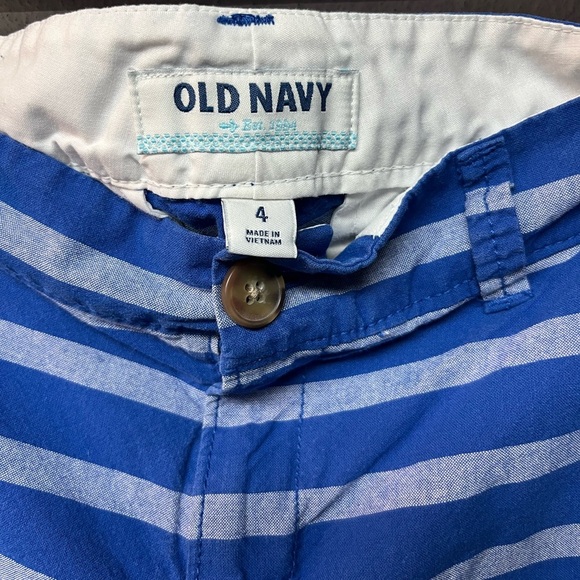 OLD NAVY
Est. 1994
4
MADE IN
VIETNAM